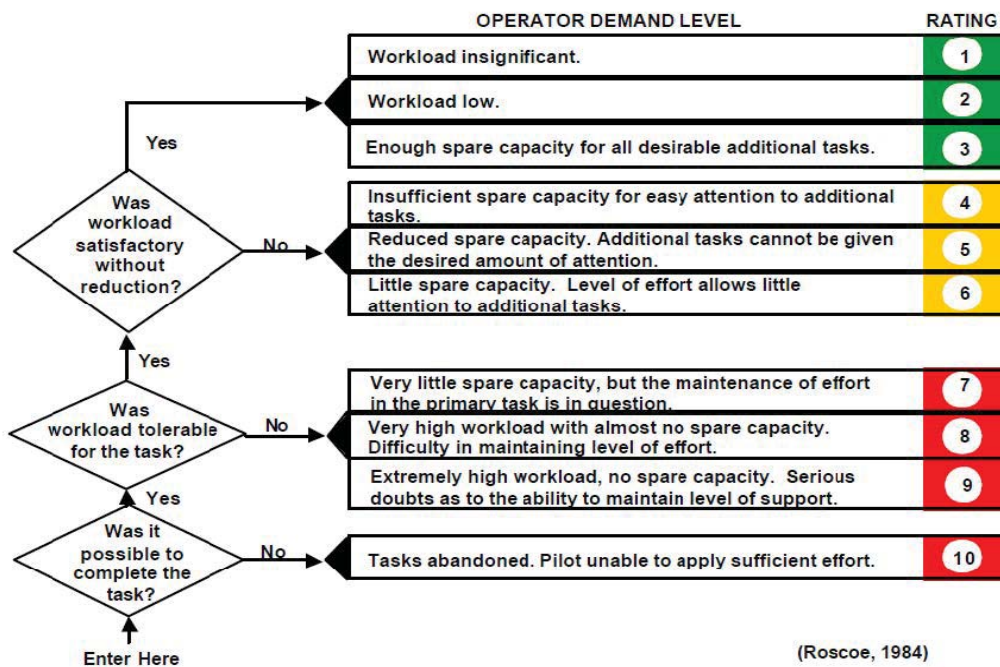 OPERATOR DEMAND LEVEL
RATING
Workload insignificant.
1
Workload low.
2
Yes
Enough spare capacity for all desirable additional tasks.
3
Was
workload
satisfactory
without
reduction?
No
Insufficient spare capacity for easy attention to additional
tasks.
4
Reduced spare capacity. Additional tasks cannot be given
the desired amount of attention.
5
Little spare capacity. Level of effort allows little
attention to additional tasks.
6
Yes
Was
workload tolerable
for the task?
No
Very little spare capacity, but the maintenance of effort
in the primary task is in question.
7
Very high workload with almost no spare capacity.
Difficulty in maintaining level of effort.
8
Extremely high workload, no spare capacity. Serious
doubts as to the ability to maintain level of support.
9
Yes
Was it
possible to
complete the
task?
No
Tasks abandoned. Pilot unable to apply sufficient effort.
10
Enter Here
(Roscoe, 1984)